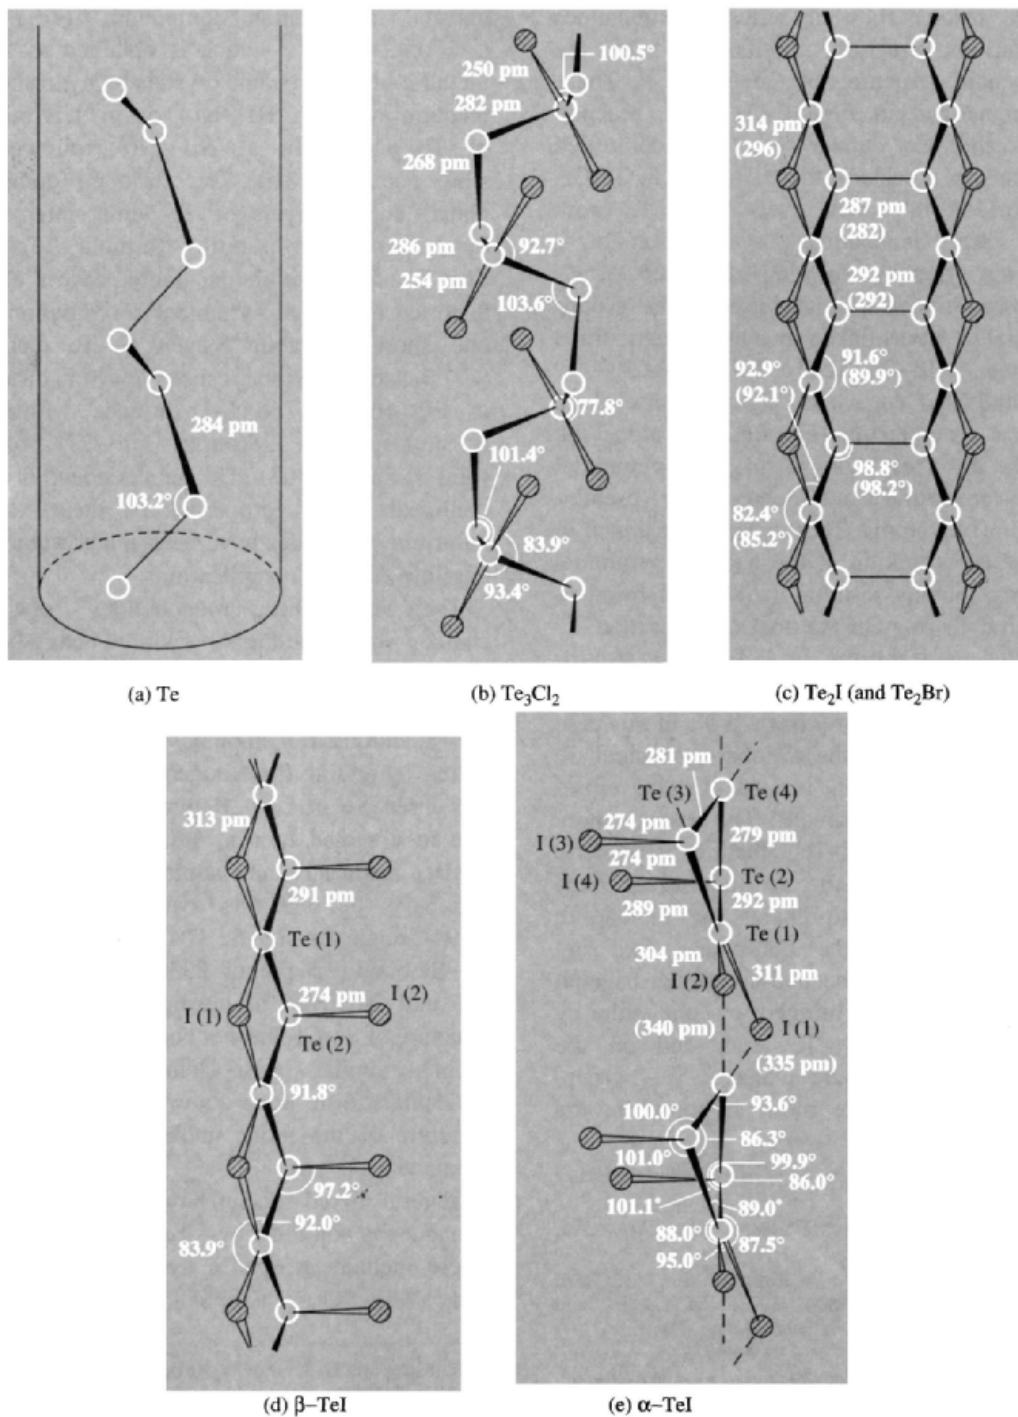 100.5°
250 pm
282 pm
268 pm
286 pm
92.7°
254 pm
103.6°
77.8°
101.4°
83.9°
93.4°
284 pm
103.2°
314 pm
(296)
287 pm
(282)
292 pm
(292)
92.9°
(92.1°)
91.6°
(89.9°)
98.8°
(98.2°)
82.4°
(85.2°)
(a) Te
(b) Te₃Cl₂
(c) Te₂I (and Te₂Br)
313 pm
291 pm
Te (1)
274 pm
I (2)
I (1)
Te (2)
91.8°
97.2°
92.0°
83.9°
(d) β–TeI
281 pm
Te (3)
Te (4)
274 pm
279 pm
I (3)
274 pm
I (4)
Te (2)
289 pm
292 pm
Te (1)
304 pm
311 pm
I (2)
(340 pm)
I (1)
(335 pm)
100.0°
93.6°
86.3°
101.0°
99.9°
86.0°
101.1°
89.0°
88.0°
87.5°
95.0°
(e) α–TeI